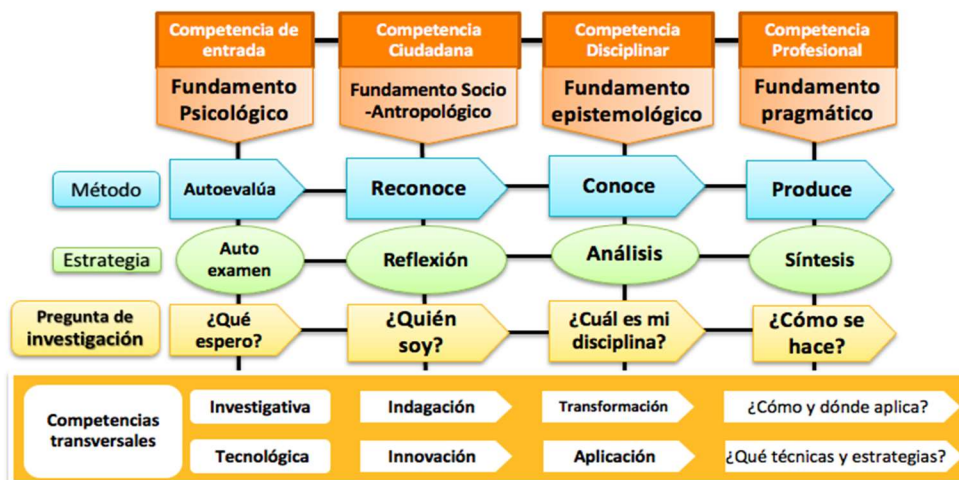 Competencia de
entrada
Competencia
Ciudadana
Competencia
Disciplinar
Competencia
Profesional
Fundamento
Psicológico
Fundamento Socio
-Antropológico
Fundamento
epistemológico
Fundamento
pragmático
Método
Autoevalúa
Reconoce
Conoce
Produce
Estrategia
Auto
examen
Reflexión
Análisis
Síntesis
Pregunta de
investigación
¿Qué
espero?
¿Quién
soy?
¿Cuál es mi
disciplina?
¿Cómo se
hace?
Competencias
transversales
Investigativa
Indagación
Transformación
¿Cómo y dónde aplica?
Tecnológica
Innovación
Aplicación
¿Qué técnicas y estrategias?